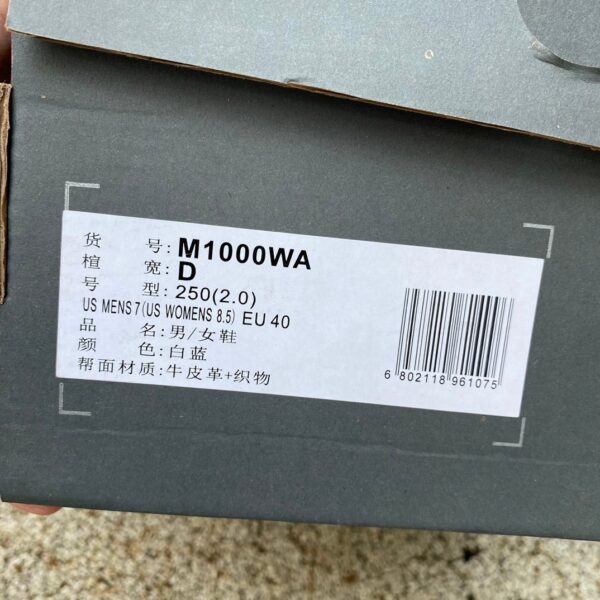 货 号:M1000WA
楦 宽:D
号 型:250(2.0)
US MENS7(US WOMENS 8.5) EU 40
品 名:男/女鞋
颜 色:白蓝
帮面材质:牛皮革+织物
6 802118 961075